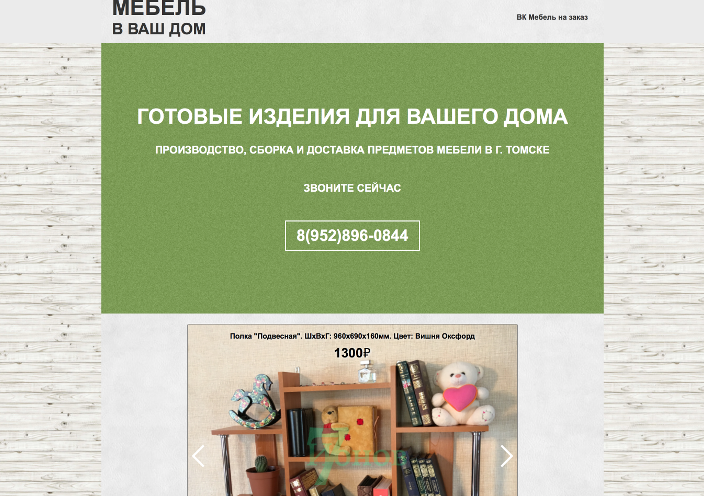 МЕБЕЛЬ
В ВАШ ДОМ
ВК Мебель на заказ
ГОТОВЫЕ ИЗДЕЛИЯ ДЛЯ ВАШЕГО ДОМА
ПРОИЗВОДСТВО, СБОРКА И ДОСТАВКА ПРЕДМЕТОВ МЕБЕЛИ В Г. ТОМСКЕ
ЗВОНИТЕ СЕЙЧАС
8(952)896-0844
Полка "Подвесная". ШхВхГ: 960х690х160мм. Цвет: Вишня Оксфорд
1300₽